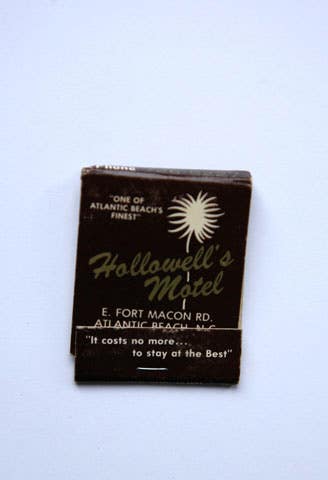 Phone
"ONE OF
ATLANTIC BEACH'S
FINEST"
Hollowell's
Motel
E. FORT MACON RD.
ATLANTIC BEACH, N.C.
"It costs no more...
to stay at the Best"